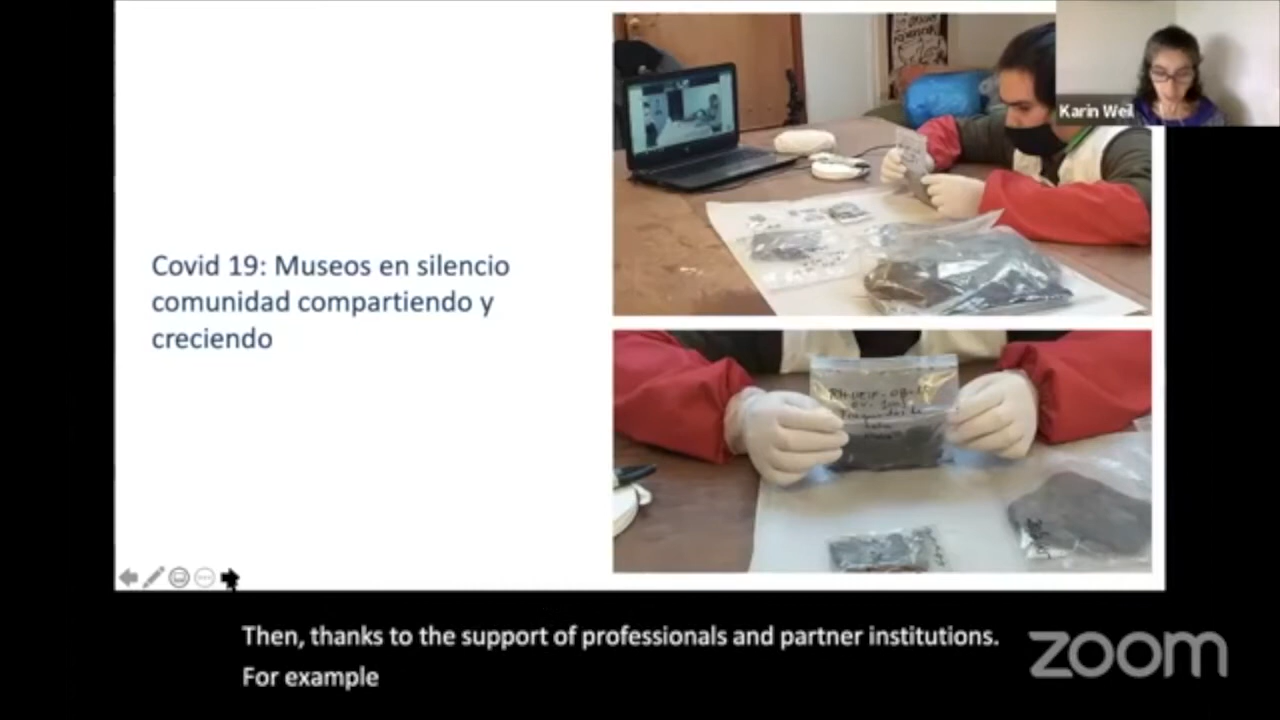 Covid 19: Museos en silencio
comunidad compartiendo y
creciendo
Karin Weil
Then, thanks to the support of professionals and partner institutions.
For example
zoom